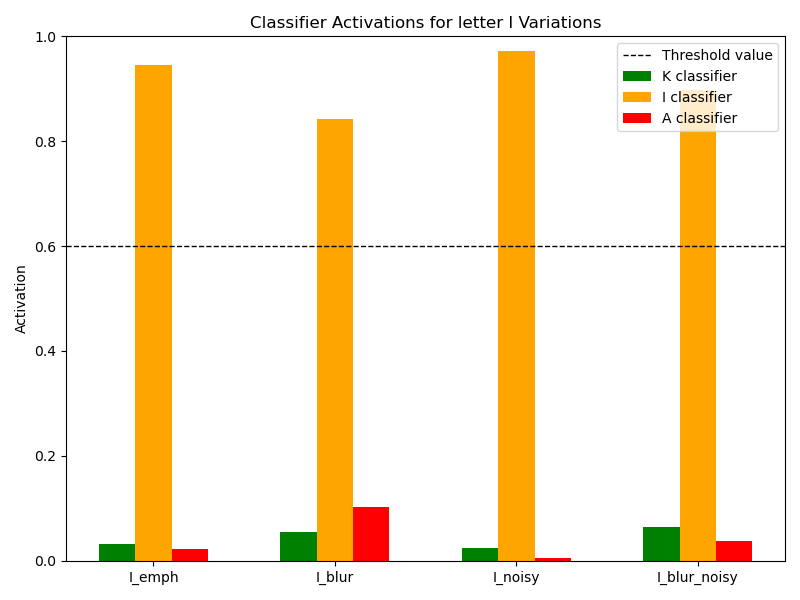 Classifier Activations for letter I Variations
Threshold value
K classifier
I classifier
A classifier
Activation
1.0
0.8
0.6
0.4
0.2
0.0
I_emph
I_blur
I_noisy
I_blur_noisy